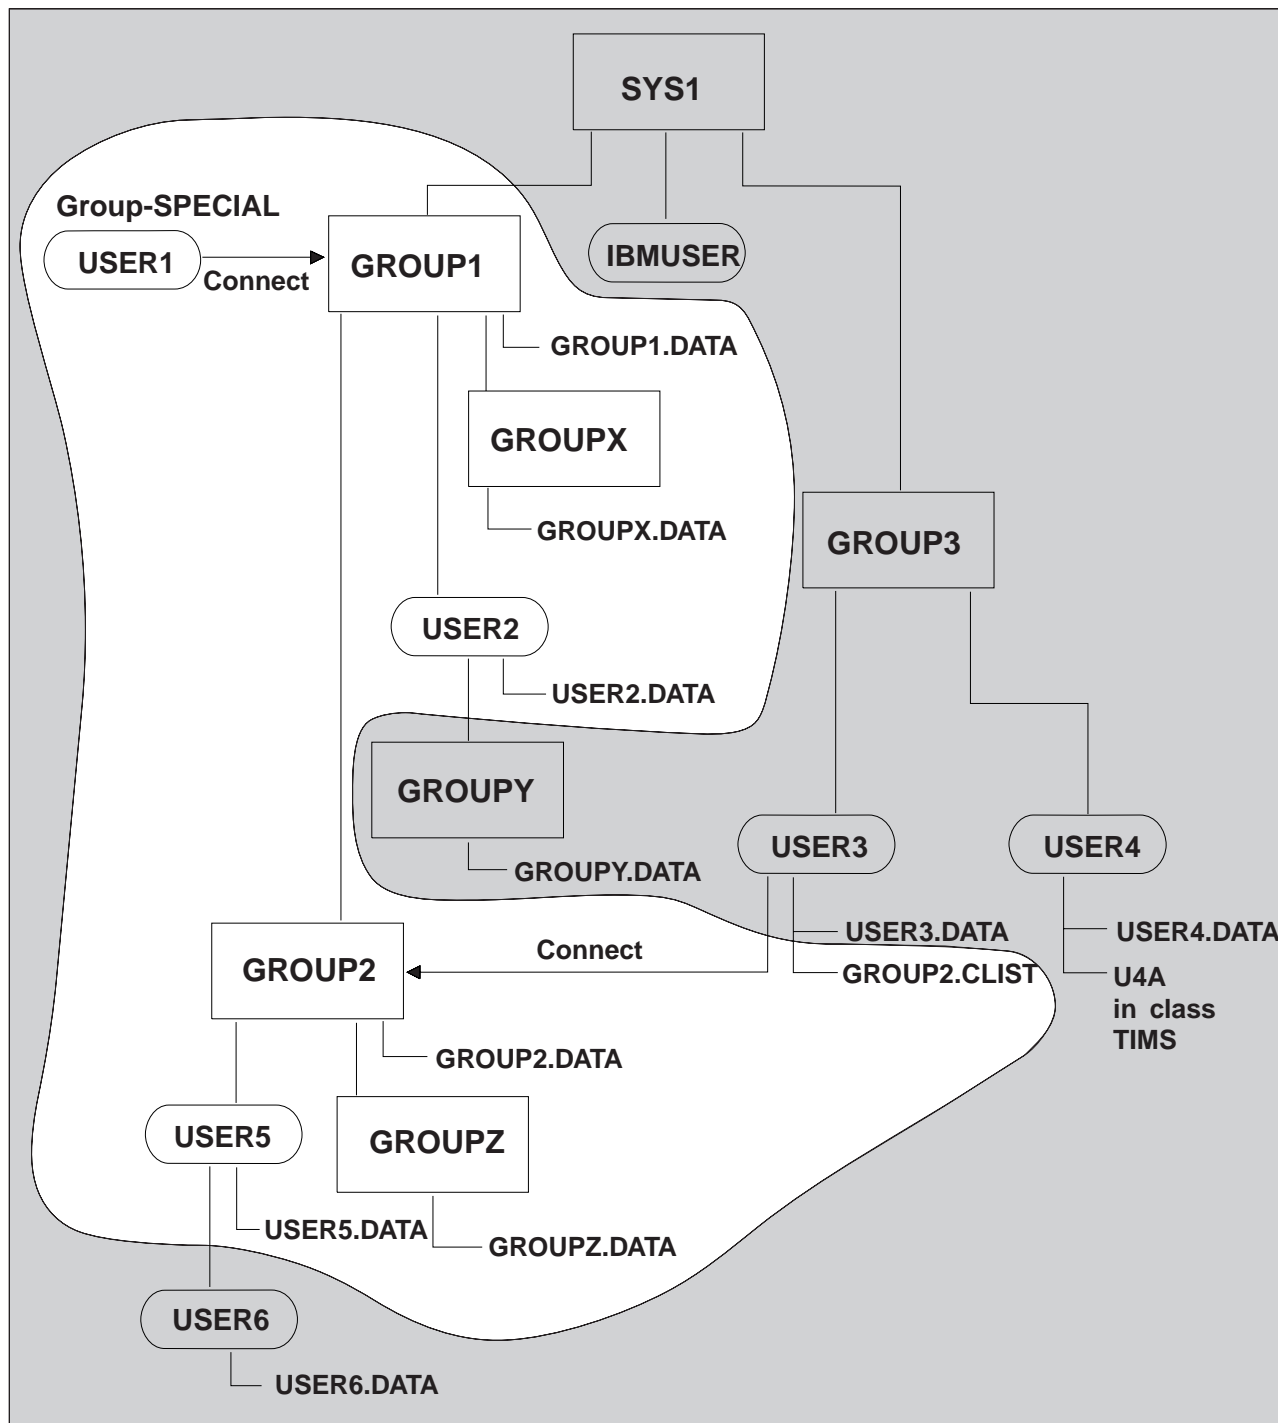 SYS1
Group-SPECIAL
USER1
Connect
GROUP1
IBMUSER
GROUP1.DATA
GROUPX
GROUPX.DATA
GROUP3
USER2
USER2.DATA
GROUPY
GROUPY.DATA
USER3
USER4
USER3.DATA
USER4.DATA
Connect
GROUP2
GROUP2.CLIST
U4A
in class
TIMS
GROUP2.DATA
USER5
GROUPZ
USER5.DATA
GROUPZ.DATA
USER6
USER6.DATA